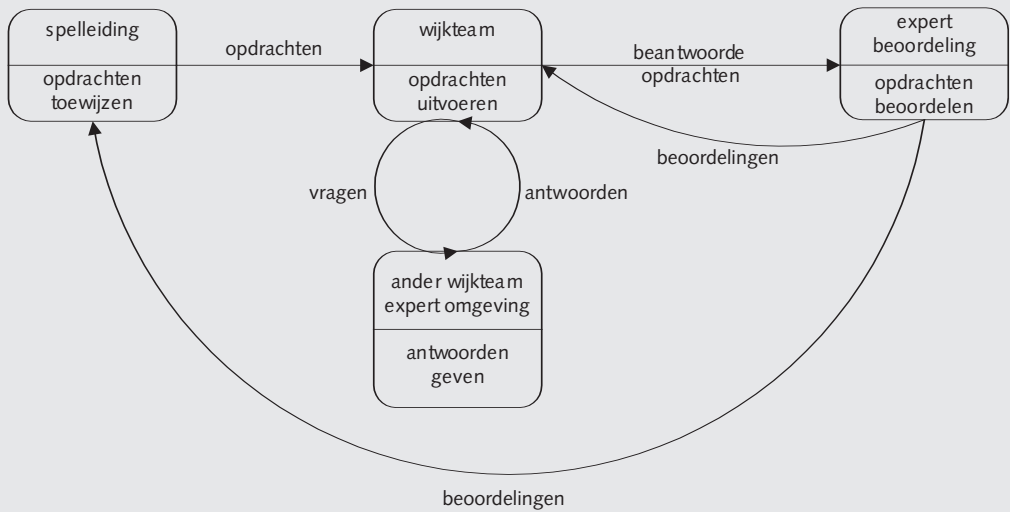 spelleiding
opdrachten
toewijzen
opdrachten
wijkteam
opdrachten
uitvoeren
beantwoorde
opdrachten
expert
beoordeling
opdrachten
beoordelen
beoordelingen
vragen
antwoorden
ander wijkteam
expert omgeving
antwoorden
geven
beoordelingen